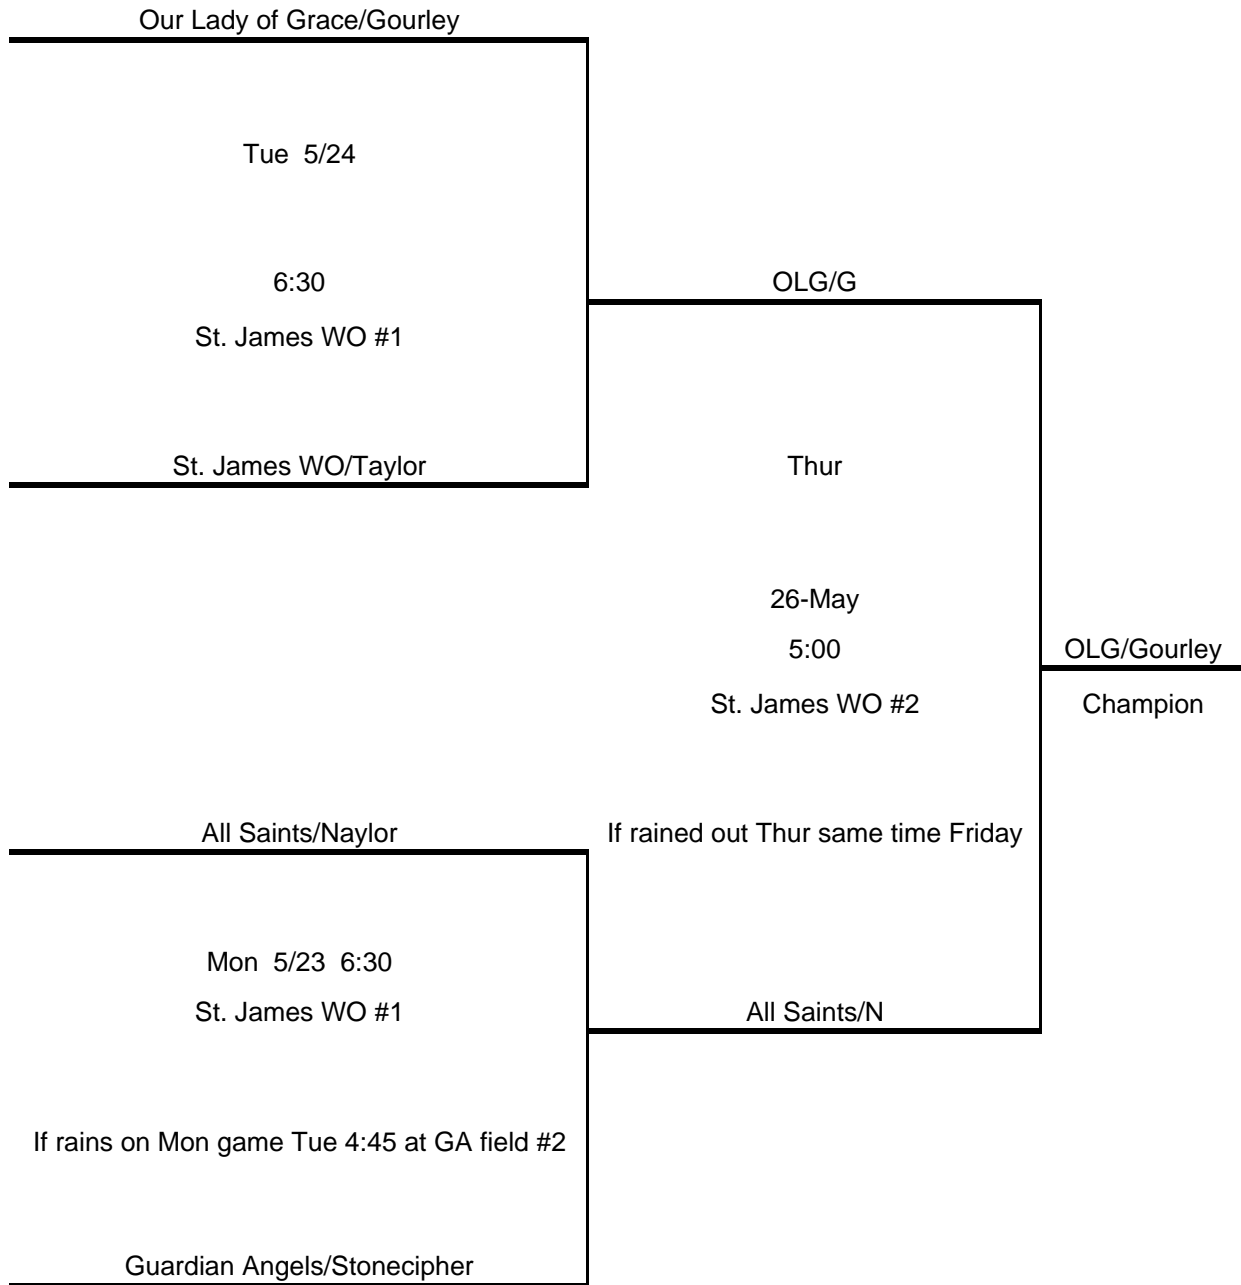 Our Lady of Grace/Gourley
Tue 5/24
6:30
OLG/G
St. James WO #1
St. James WO/Taylor
Thur
26-May
5:00
OLG/Gourley
St. James WO #2
Champion
All Saints/Naylor
If rained out Thur same time Friday
Mon 5/23 6:30
St. James WO #1
All Saints/N
If rains on Mon game Tue 4:45 at GA field #2
Guardian Angels/Stonecipher